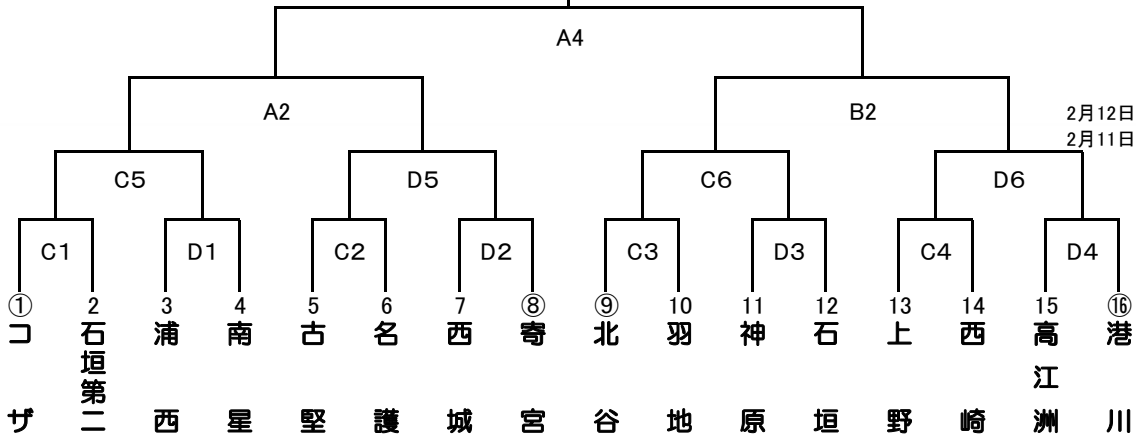 A4
A2 B2 2月12日
2月11日
C5 D5 C6 D6
C1 D1 C2 D2 C3 D3 C4 D4
① 2 3 4 5 6 7 ⑧ ⑨ 10 11 12 13 14 15 ⑯
コザ
石垣第二
浦西
南星
古堅
名護
西城
寄宮
北谷
羽地
神原
石垣
上野
西崎
高江洲
港川